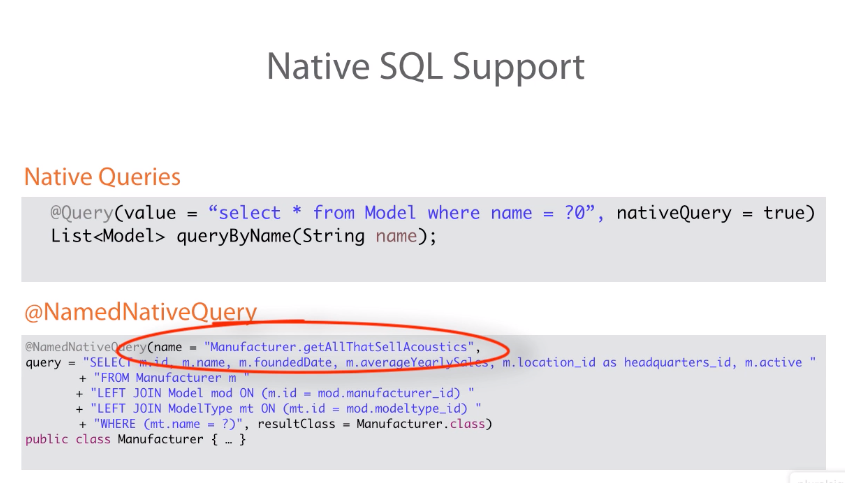 Native SQL Support
Native Queries
@Query(value = “select * from Model where name = ?0”, nativeQuery = true)
List<Model> queryByName(String name);
@NamedNativeQuery
@NamedNativeQuery(name = "Manufacturer.getAllThatSellAcoustics",
query = "SELECT m.id, m.name, m.foundedDate, m.averageYearlySales, m.location_id as headquarters_id, m.active "
+ "FROM Manufacturer m "
+ "LEFT JOIN Model mod ON (m.id = mod.manufacturer_id) "
+ "LEFT JOIN ModelType mt ON (mt.id = mod.modeltype_id) "
+ "WHERE (mt.name = ?)", resultClass = Manufacturer.class)
public class Manufacturer { … }